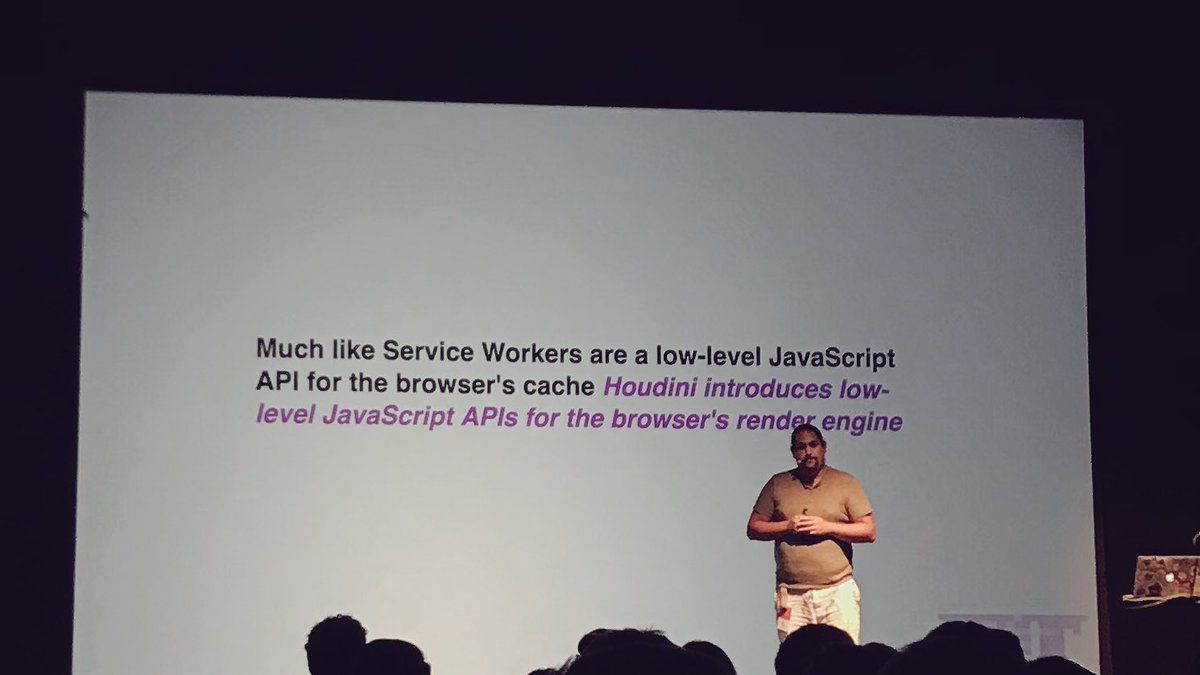 Much like Service Workers are a low-level JavaScript
API for the browser's cache Houdini introduces low-
level JavaScript APIs for the browser's render engine